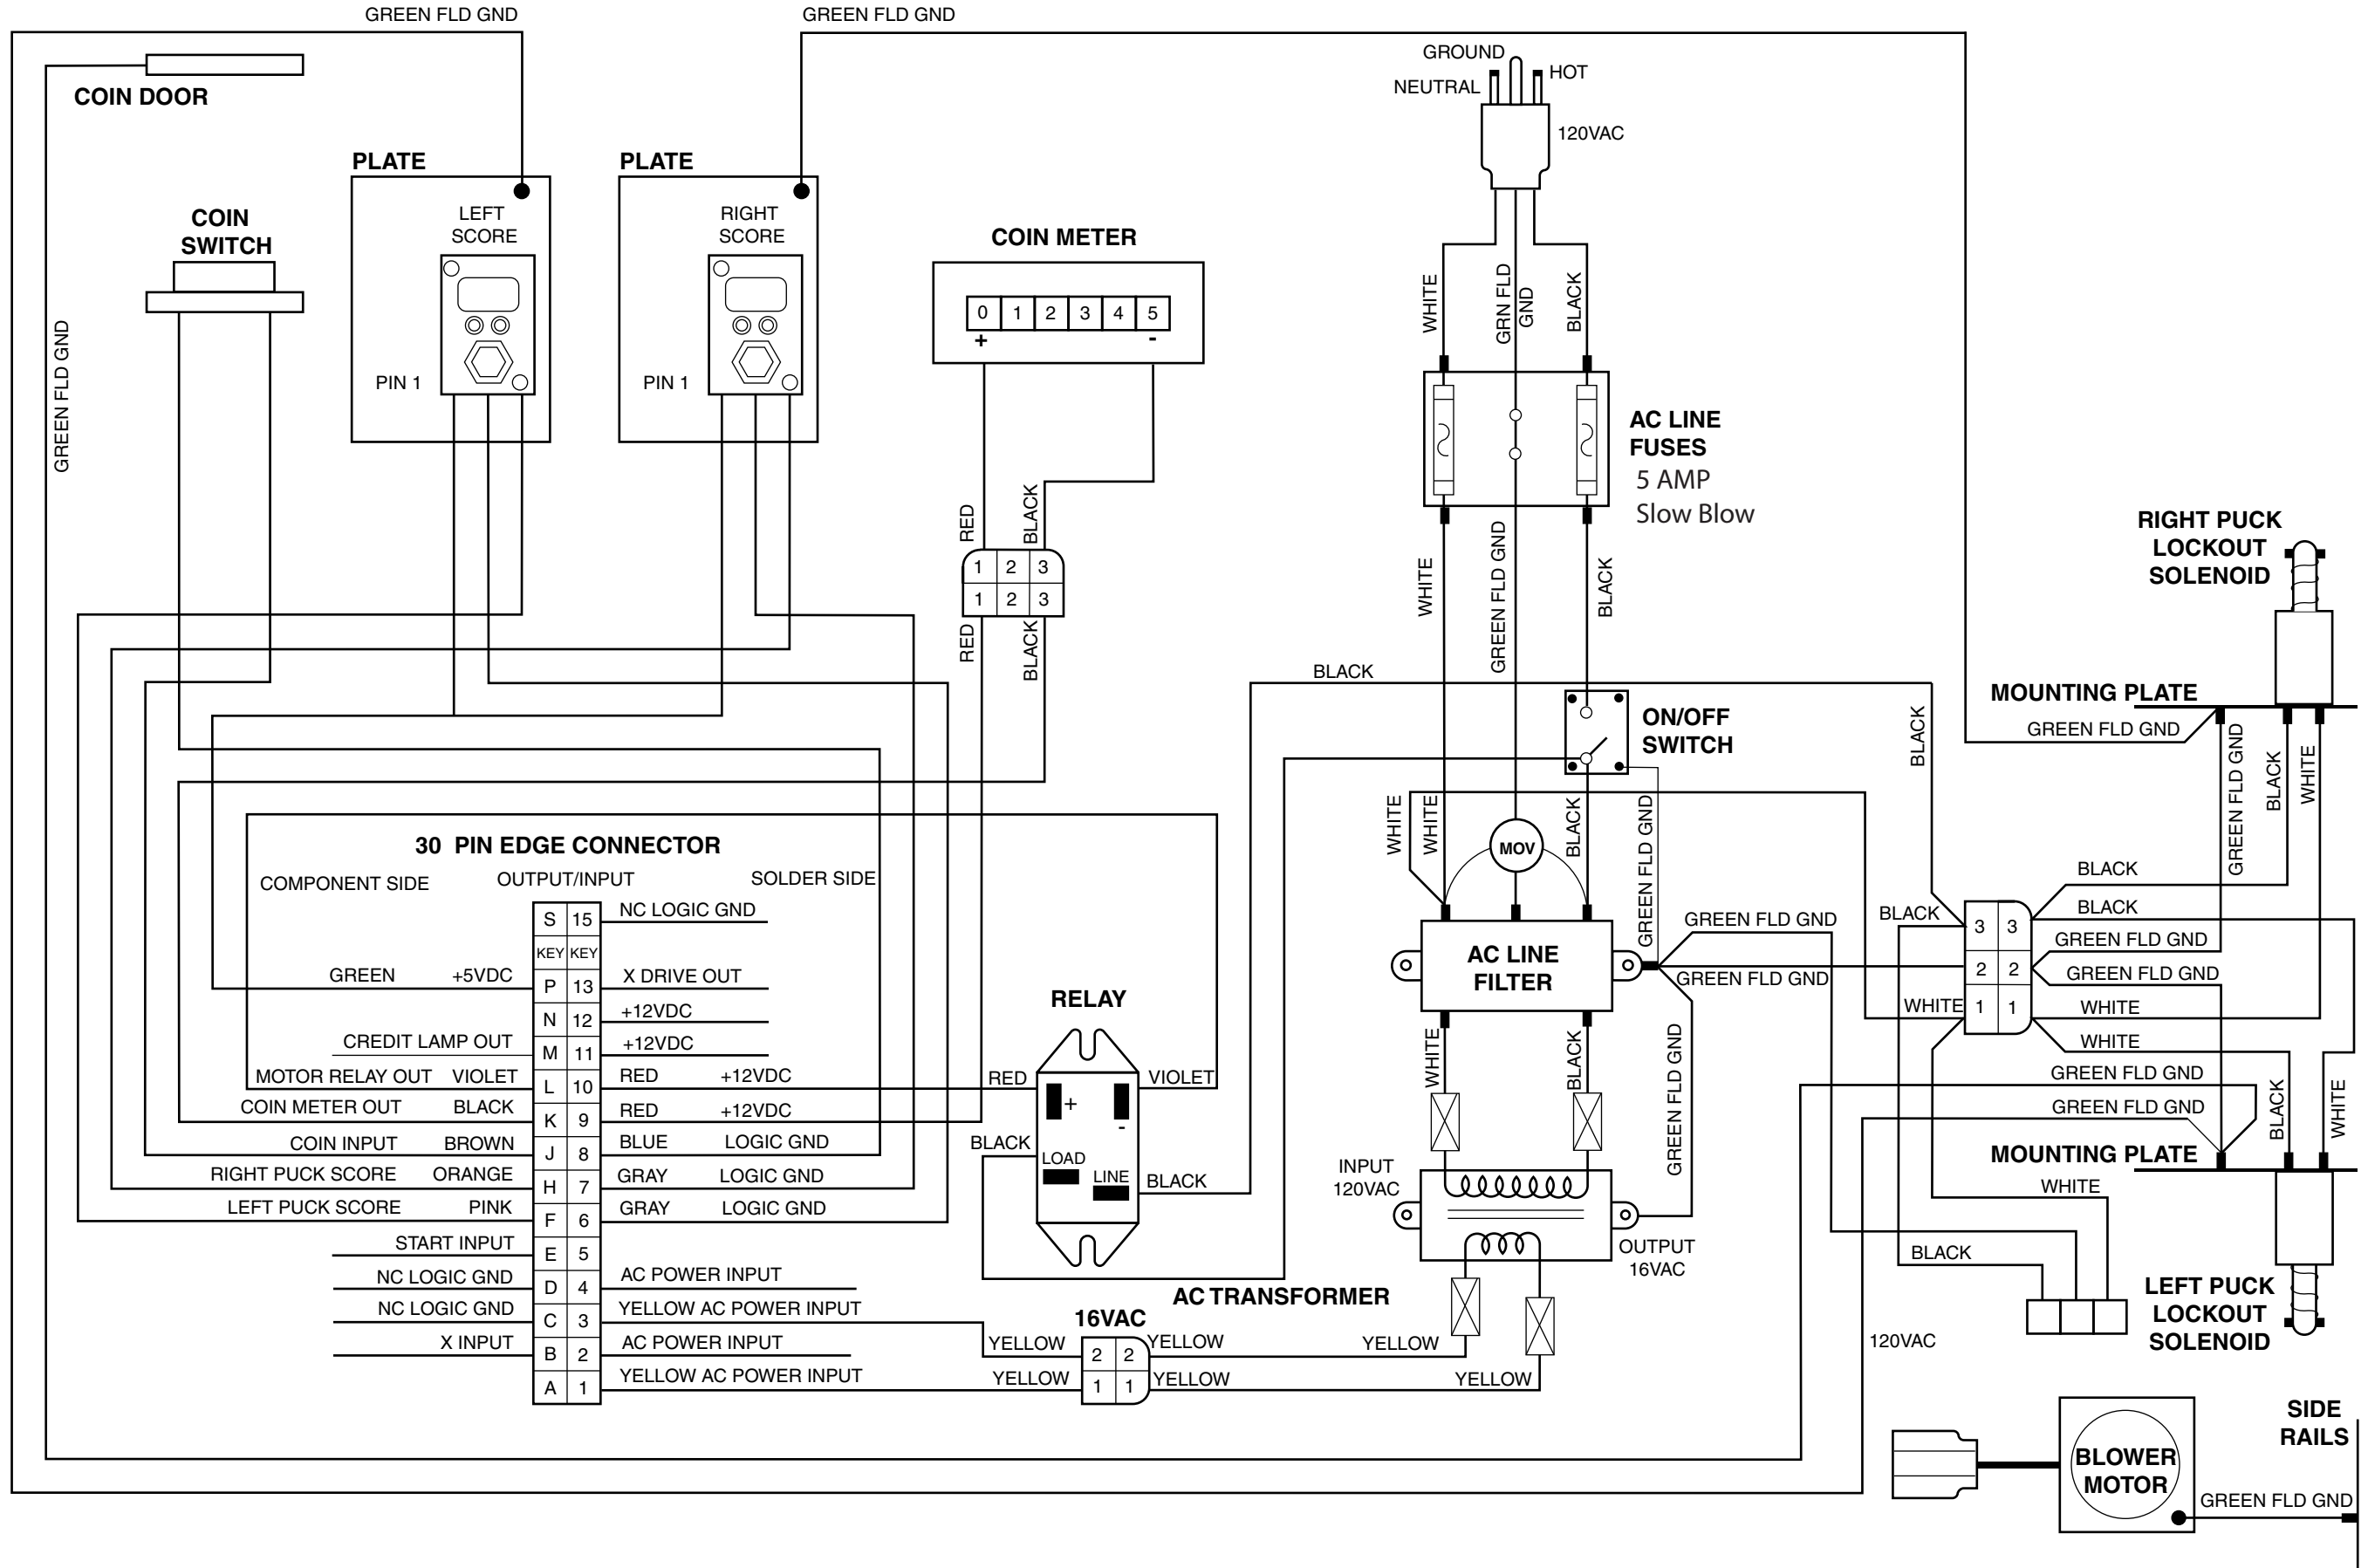 GREEN FLD GND
GREEN FLD GND
COIN DOOR
GREEN FLD GND
COIN
SWITCH
PLATE
LEFT
SCORE
PIN 1
PLATE
RIGHT
SCORE
PIN 1
COIN METER
0 1 2 3 4 5
+ -
RED
BLACK
1 2 3
1 2 3
RED
BLACK
GROUND
NEUTRAL
HOT
120VAC
WHITE
GRN FLD
GND
BLACK
AC LINE
FUSES
5 AMP
Slow Blow
WHITE
GREEN FLD GND
BLACK
BLACK
ON/OFF
SWITCH
WHITE
WHITE
MOV
BLACK
GREEN FLD GND
AC LINE
FILTER
GREEN FLD GND
GREEN FLD GND
WHITE
BLACK
GREEN FLD GND
INPUT
120VAC
OUTPUT
16VAC
AC TRANSFORMER
RIGHT PUCK
LOCKOUT
SOLENOID
MOUNTING PLATE
GREEN FLD GND
GREEN FLD GND
BLACK
WHITE
BLACK
BLACK
BLACK
BLACK
3 3
GREEN FLD GND
2 2
GREEN FLD GND
WHITE
1 1
WHITE
WHITE
GREEN FLD GND
GREEN FLD GND
BLACK
WHITE
MOUNTING PLATE
WHITE
BLACK
LEFT PUCK
LOCKOUT
SOLENOID
120VAC
SIDE
RAILS
BLOWER
MOTOR
GREEN FLD GND
30 PIN EDGE CONNECTOR
COMPONENT SIDE
OUTPUT/INPUT
SOLDER SIDE
S 15 NC LOGIC GND
KEY KEY
GREEN +5VDC P 13 X DRIVE OUT
N 12 +12VDC
CREDIT LAMP OUT M 11 +12VDC
MOTOR RELAY OUT VIOLET L 10 RED +12VDC
COIN METER OUT BLACK K 9 RED +12VDC
COIN INPUT BROWN J 8 BLUE LOGIC GND
RIGHT PUCK SCORE ORANGE H 7 GRAY LOGIC GND
LEFT PUCK SCORE PINK F 6 GRAY LOGIC GND
START INPUT E 5
NC LOGIC GND D 4 AC POWER INPUT
NC LOGIC GND C 3 YELLOW AC POWER INPUT
X INPUT B 2 AC POWER INPUT
A 1 YELLOW AC POWER INPUT
RELAY
RED
VIOLET
+
-
BLACK
LOAD
LINE
BLACK
16VAC
YELLOW 2 2 YELLOW YELLOW
YELLOW 1 1 YELLOW YELLOW